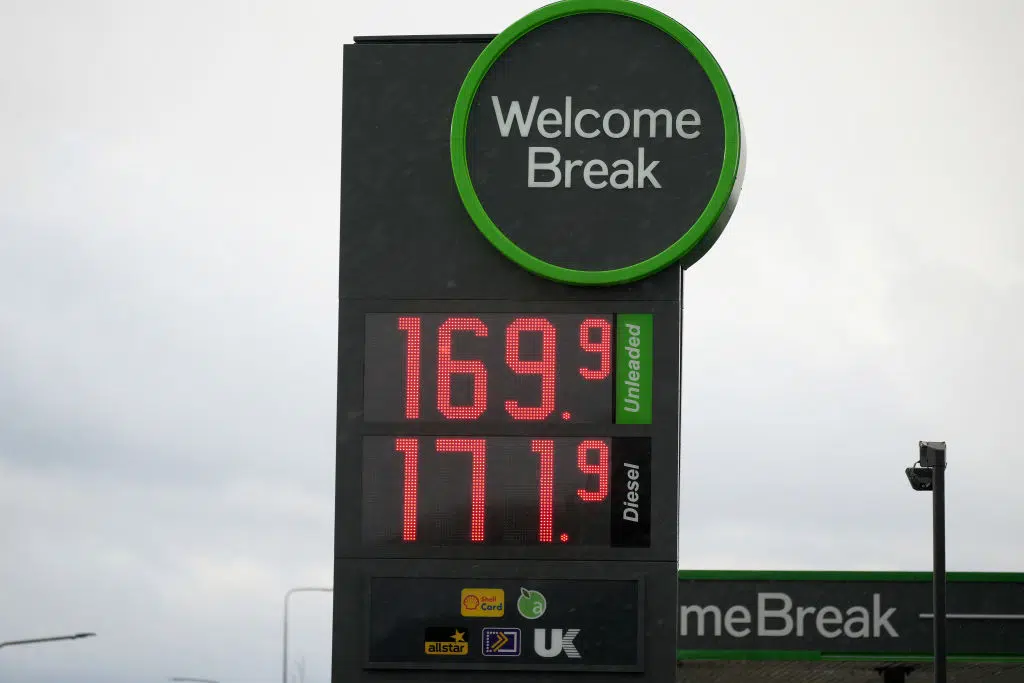 Welcome
Break
169.9
Unleaded
171.9
Diesel
Shell
Card
a
allstar
UK
meBreak